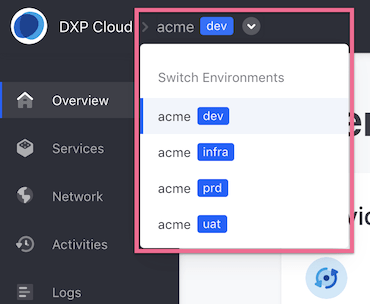 DXP Cloud > acme dev
Switch Environments
Overview
acme dev
Services
acme infra
Network
acme prd
Activities
acme uat
Logs